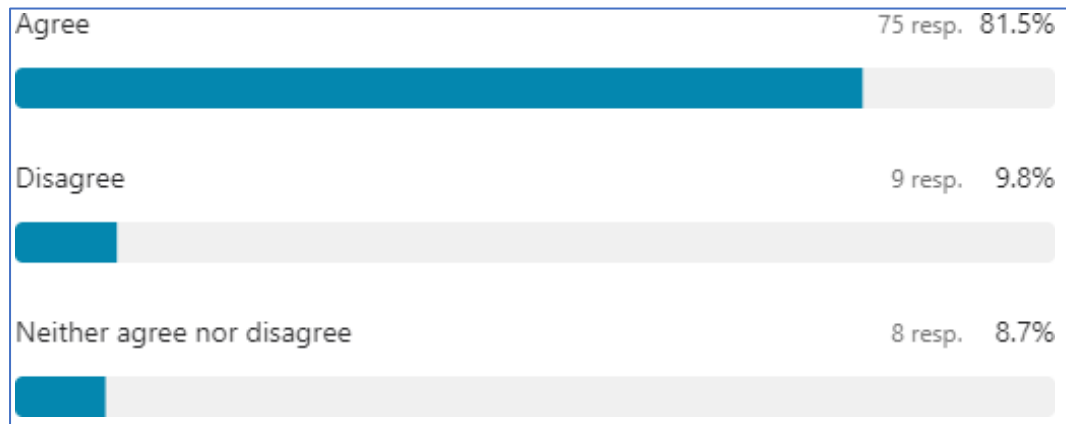 Agree 75 resp. 81.5%
Disagree 9 resp. 9.8%
Neither agree nor disagree 8 resp. 8.7%